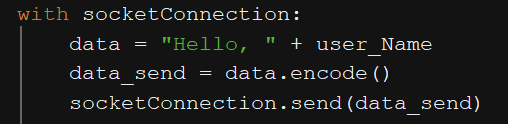 with socketConnection:
    data = "Hello, " + user_Name
    data_send = data.encode()
    socketConnection.send(data_send)